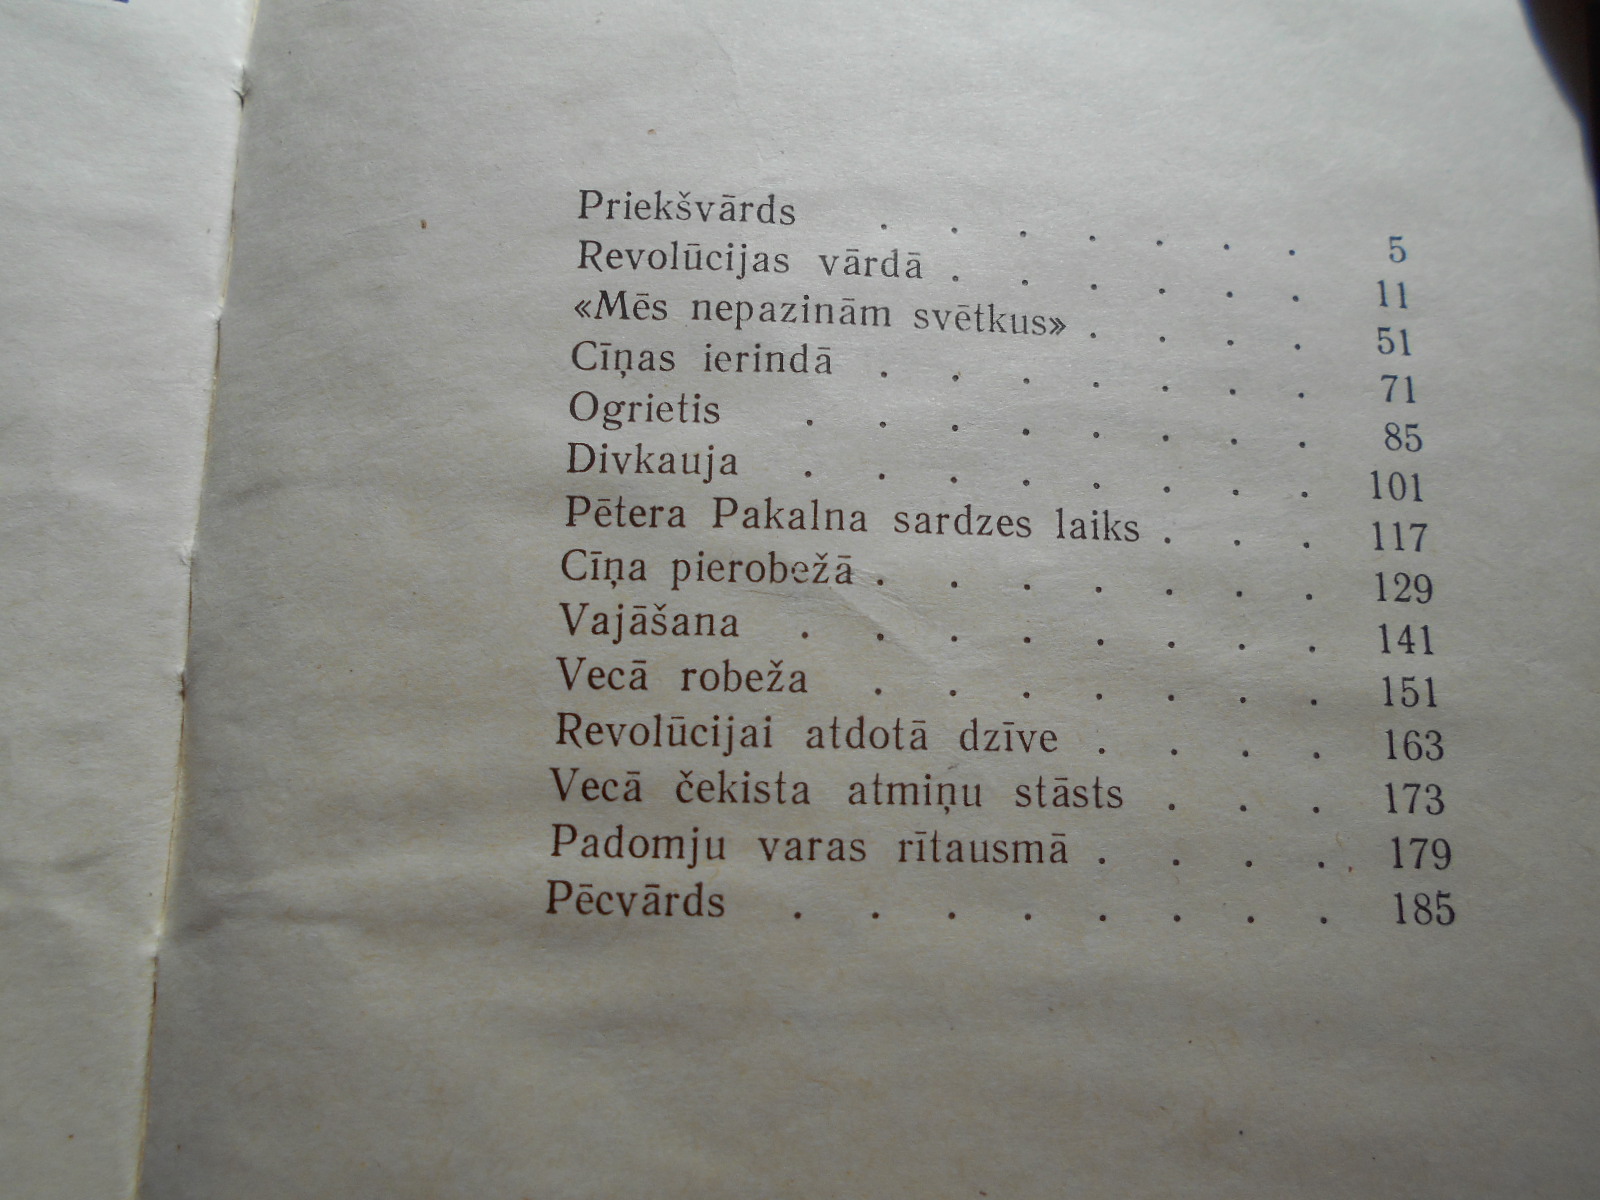 Priekšvārds . . . . . . . 5
Revolūcijas vārdā . . . . . . 11
«Mēs nepazinām svētkus» . . . . 51
Cīņas ierindā . . . . . . . 71
Ogrietis . . . . . . . . 85
Divkauja . . . . . . . . 101
Pētera Pakalna sardzes laiks . . . 117
Cīņa pierobežā . . . . . . . 129
Vajāšana . . . . . . . . 141
Vecā robeža . . . . . . . 151
Revolūcijai atdotā dzīve . . . . 163
Vecā čekista atmiņu stāsts . . . 173
Padomju varas rītausmā . . . . 179
Pēcvārds . . . . . . . . 185